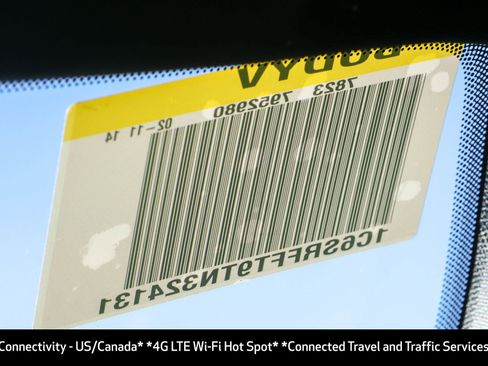 7823 7952980
02-11 14
1C6SRFFT9TN324131
Connectivity - US/Canada* *4G LTE Wi-Fi Hot Spot* *Connected Travel and Traffic Services